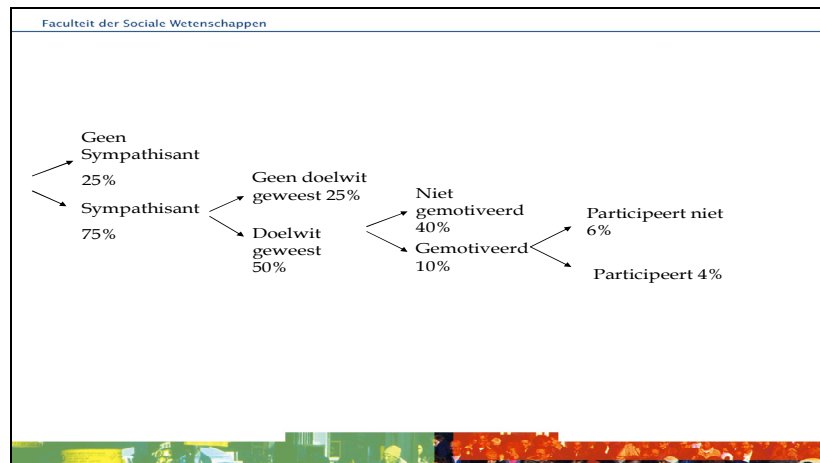 Faculteit der Sociale Wetenschappen
Geen
Sympathisant
25%
Sympathisant
75%
Geen doelwit
geweest 25%
Doelwit
geweest
50%
Niet
gemotiveerd
40%
Gemotiveerd
10%
Participeert niet
6%
Participeert 4%